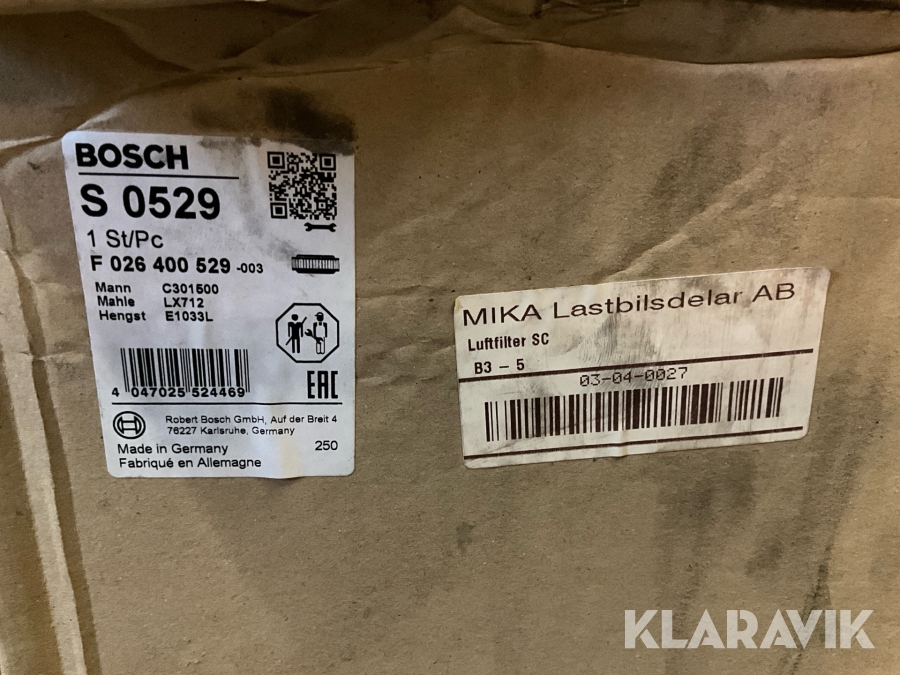 BOSCH
S 0529
1 St/Pc
F 026 400 529 -003
Mann C301500
Mahle LX712
Hengst E1033L
4 047025 524469
EAC
BOSCH
Robert Bosch GmbH, Auf der Breit 4
76227 Karlsruhe, Germany
Made in Germany 250
Fabriqué en Allemagne
MIKA Lastbilsdelar AB
Luftfilter SC
B3 - 5
03-04-0027
KLARAVIK